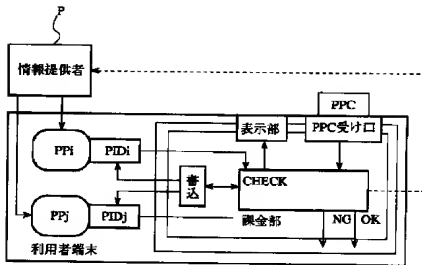 P
情報提供者
PPC
表示部
PPC受け口
PPi
PIDi
書込
CHECK
PPj
PIDj
課金部
NG
OK
利用者端末